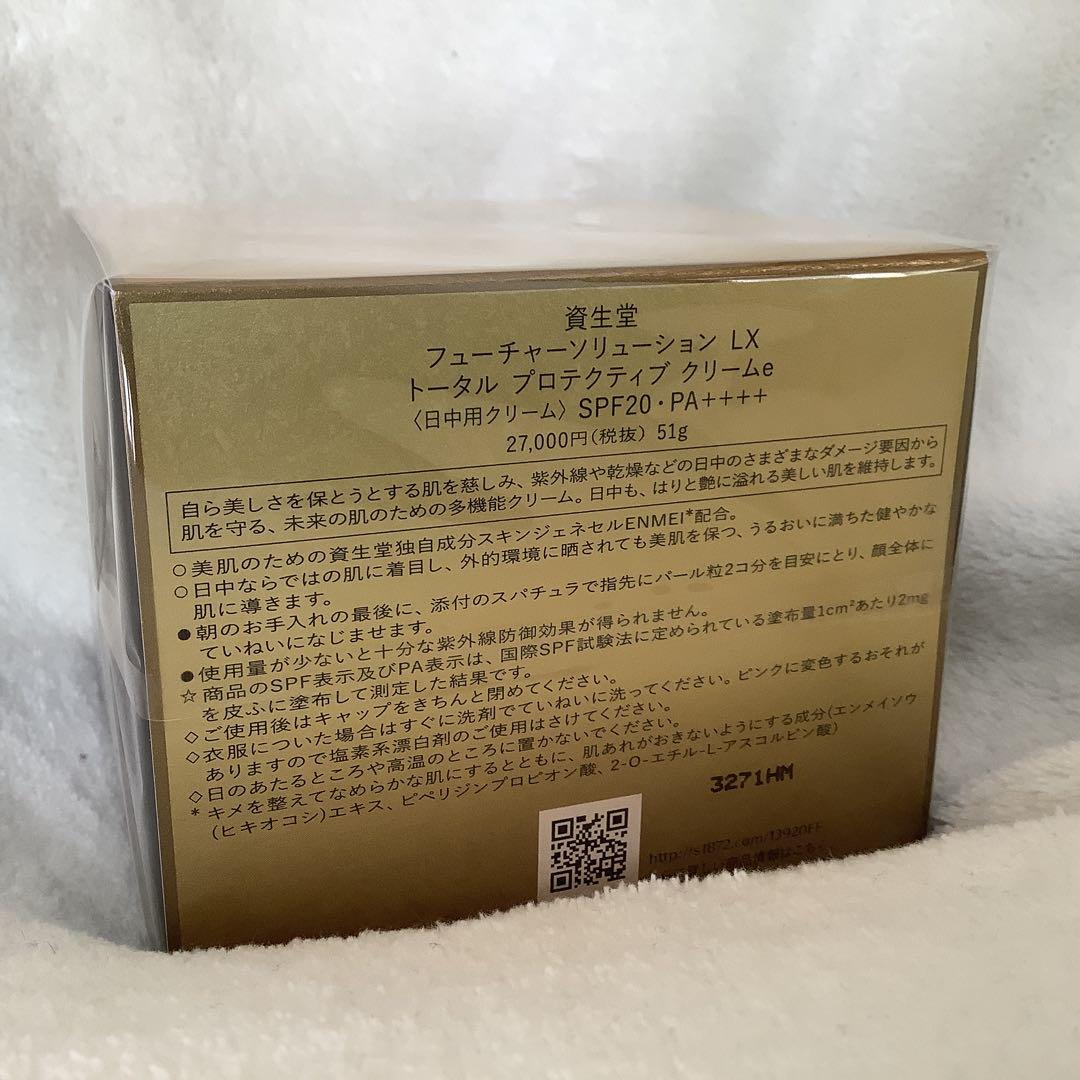 資生堂
フューチャーソリューション LX
トータル プロテクティブ クリームe
〈日中用クリーム〉 SPF20・PA++++
27,000円(税抜) 51g
自ら美しさを保とうとする肌を慈しみ、紫外線や乾燥などの日中のさまざまなダメージ要因から
肌を守る、未来の肌のための多機能クリーム。日中も、はりと艶に溢れる美しい肌を維持します。
○美肌のための資生堂独自成分スキンジェネセルENMEI*配合。
○日中ならではの肌に着目し、外的環境に晒されても美肌を保つ、うるおいに満ちた健やかな
肌に導きます。
●朝のお手入れの最後に、添付のスパチュラで指先にパール粒2コ分を目安にとり、顔全体に
ていねいになじませます。
●使用量が少ないと十分な紫外線防御効果が得られません。
☆商品のSPF表示及びPA表示は、国際SPF試験法に定められている塗布量1cm²あたり2mg
を皮ふに塗布して測定した結果です。
◇ご使用後はキャップをきちんと閉めてください。
◇衣服についた場合はすぐに洗剤でていねいに洗ってください。ピンクに変色するおそれが
ありますので塩素系漂白剤のご使用はさけてください。
◇日のあたるところや高温のところに置かないでください。
*キメを整えてなめらかな肌にするとともに、肌あれがおきないようにする成分(エンメイソウ
(ヒキオコシ)エキス、ピペリジンプロピオン酸、2-O-エチル-L-アスコルビン酸)
3271HM
http://s1872.com/13920FF
商品情報はこち